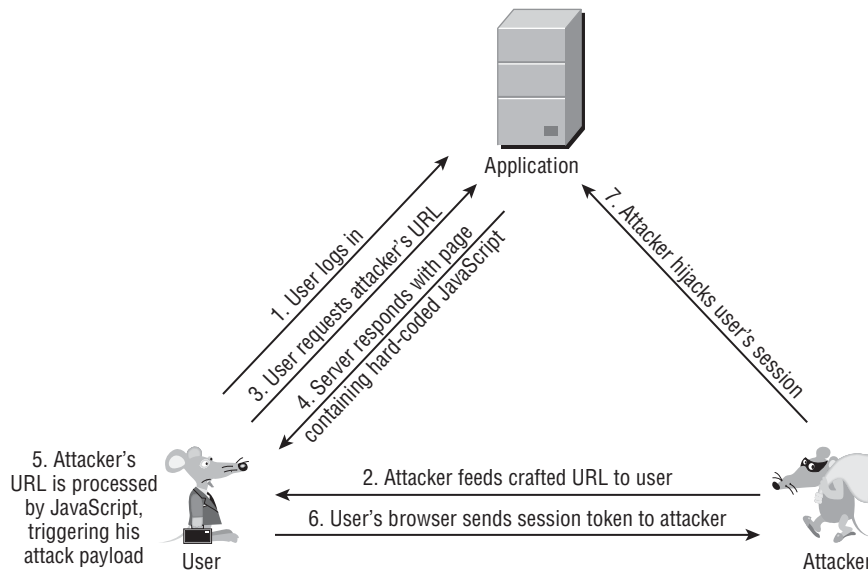 Application
1. User logs in
3. User requests attacker's URL
4. Server responds with page
containing hard-coded JavaScript
7. Attacker hijacks user's session
5. Attacker's
URL is processed
by JavaScript,
triggering his
attack payload
2. Attacker feeds crafted URL to user
6. User's browser sends session token to attacker
User
Attacker